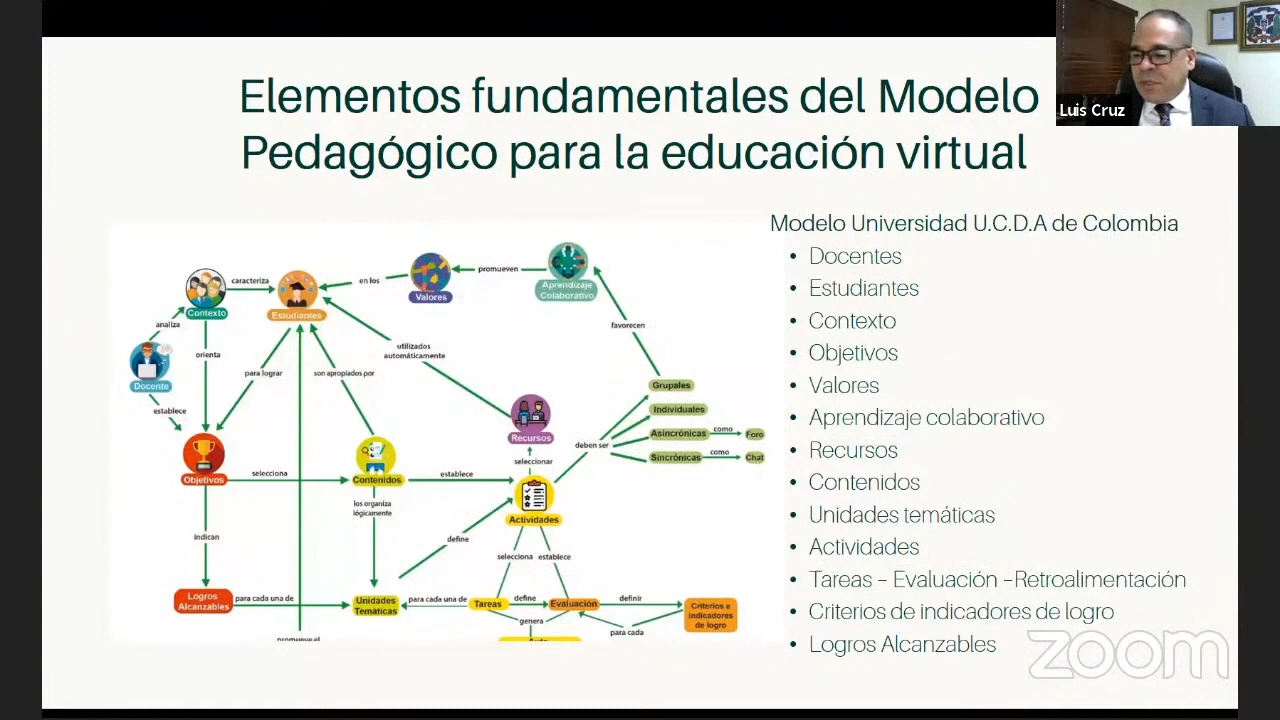 Elementos fundamentales del Modelo
Pedagógico para la educación virtual
Luis Cruz
Modelo Universidad U.C.D.A de Colombia
• Docentes
• Estudiantes
• Contexto
• Objetivos
• Valores
• Aprendizaje colaborativo
• Recursos
• Contenidos
• Unidades temáticas
• Actividades
• Tareas – Evaluación –Retroalimentación
• Criterios de indicadores de logro
• Logros Alcanzables
caracteriza
en los
promueven
Aprendizaje
Colaborativo
Valores
Contexto
Estudiantes
analiza
favorecen
orienta
utilizados
automáticamente
para lograr
son apropiados por
Docente
Grupales
establece
Individuales
Asincrónicas
como
Foro
Recursos
deben ser
Sincrónicas
como
Chat
seleccionar
Objetivos
selecciona
Contenidos
establece
los organiza
lógicamente
Actividades
indican
define
selecciona
establece
Logros
Alcanzables
para cada una de
Unidades
Temáticas
para cada una de
Tareas
define
Evaluación
definir
Criterios e
indicadores
de logro
genera
para cada
zoom